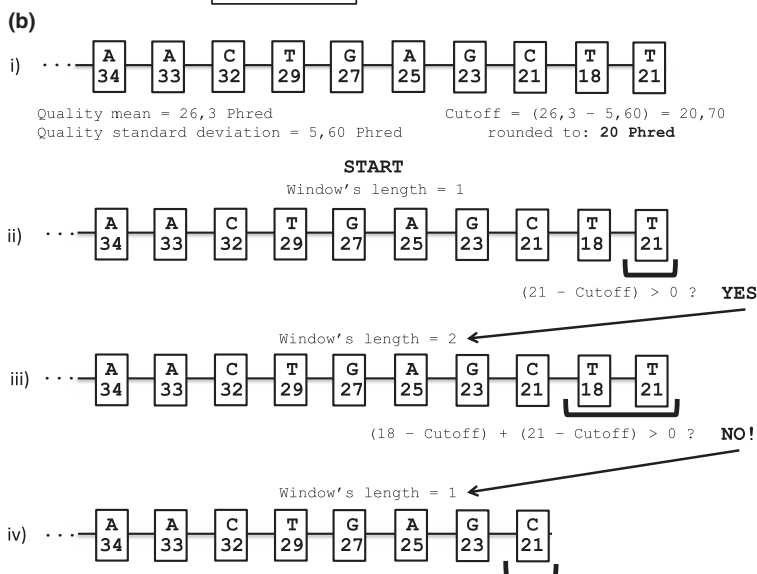 (b)
i) ... A A C T G A G C T T
34 33 32 29 27 25 23 21 18 21
Quality mean = 26,3 Phred Cutoff = (26,3 – 5,60) = 20,70
Quality standard deviation = 5,60 Phred rounded to: 20 Phred
START
Window's length = 1
ii) ... A A C T G A G C T T
34 33 32 29 27 25 23 21 18 21
(21 – Cutoff) > 0 ? YES
Window's length = 2
iii) ... A A C T G A G C T T
34 33 32 29 27 25 23 21 18 21
(18 – Cutoff) + (21 – Cutoff) > 0 ? NO!
Window's length = 1
iv) ... A A C T G A G C
34 33 32 29 27 25 23 21